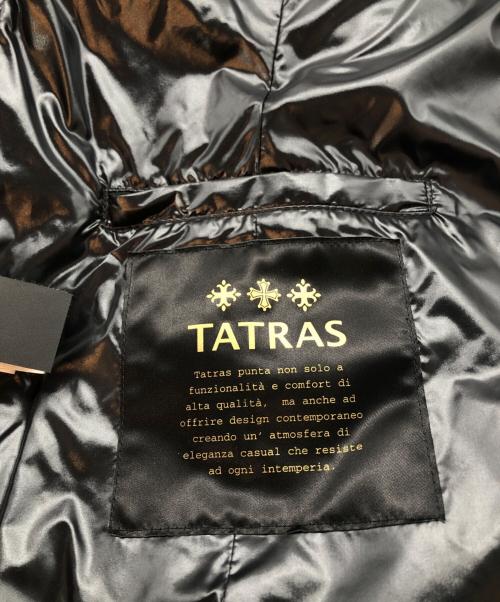 TATRAS
Tatras punta non solo a
funzionalità e comfort di
alta qualità, ma anche ad
offrire design contemporaneo
creando un' atmosfera di
eleganza casual che resiste
ad ogni intemperia.